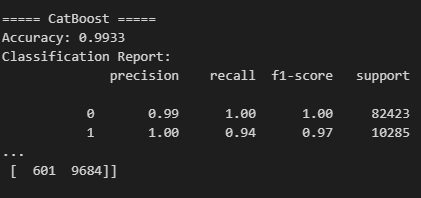 ===== CatBoost =====
Accuracy: 0.9933
Classification Report:
precision recall f1-score support
0 0.99 1.00 1.00 82423
1 1.00 0.94 0.97 10285
...
[ 601 9684]]